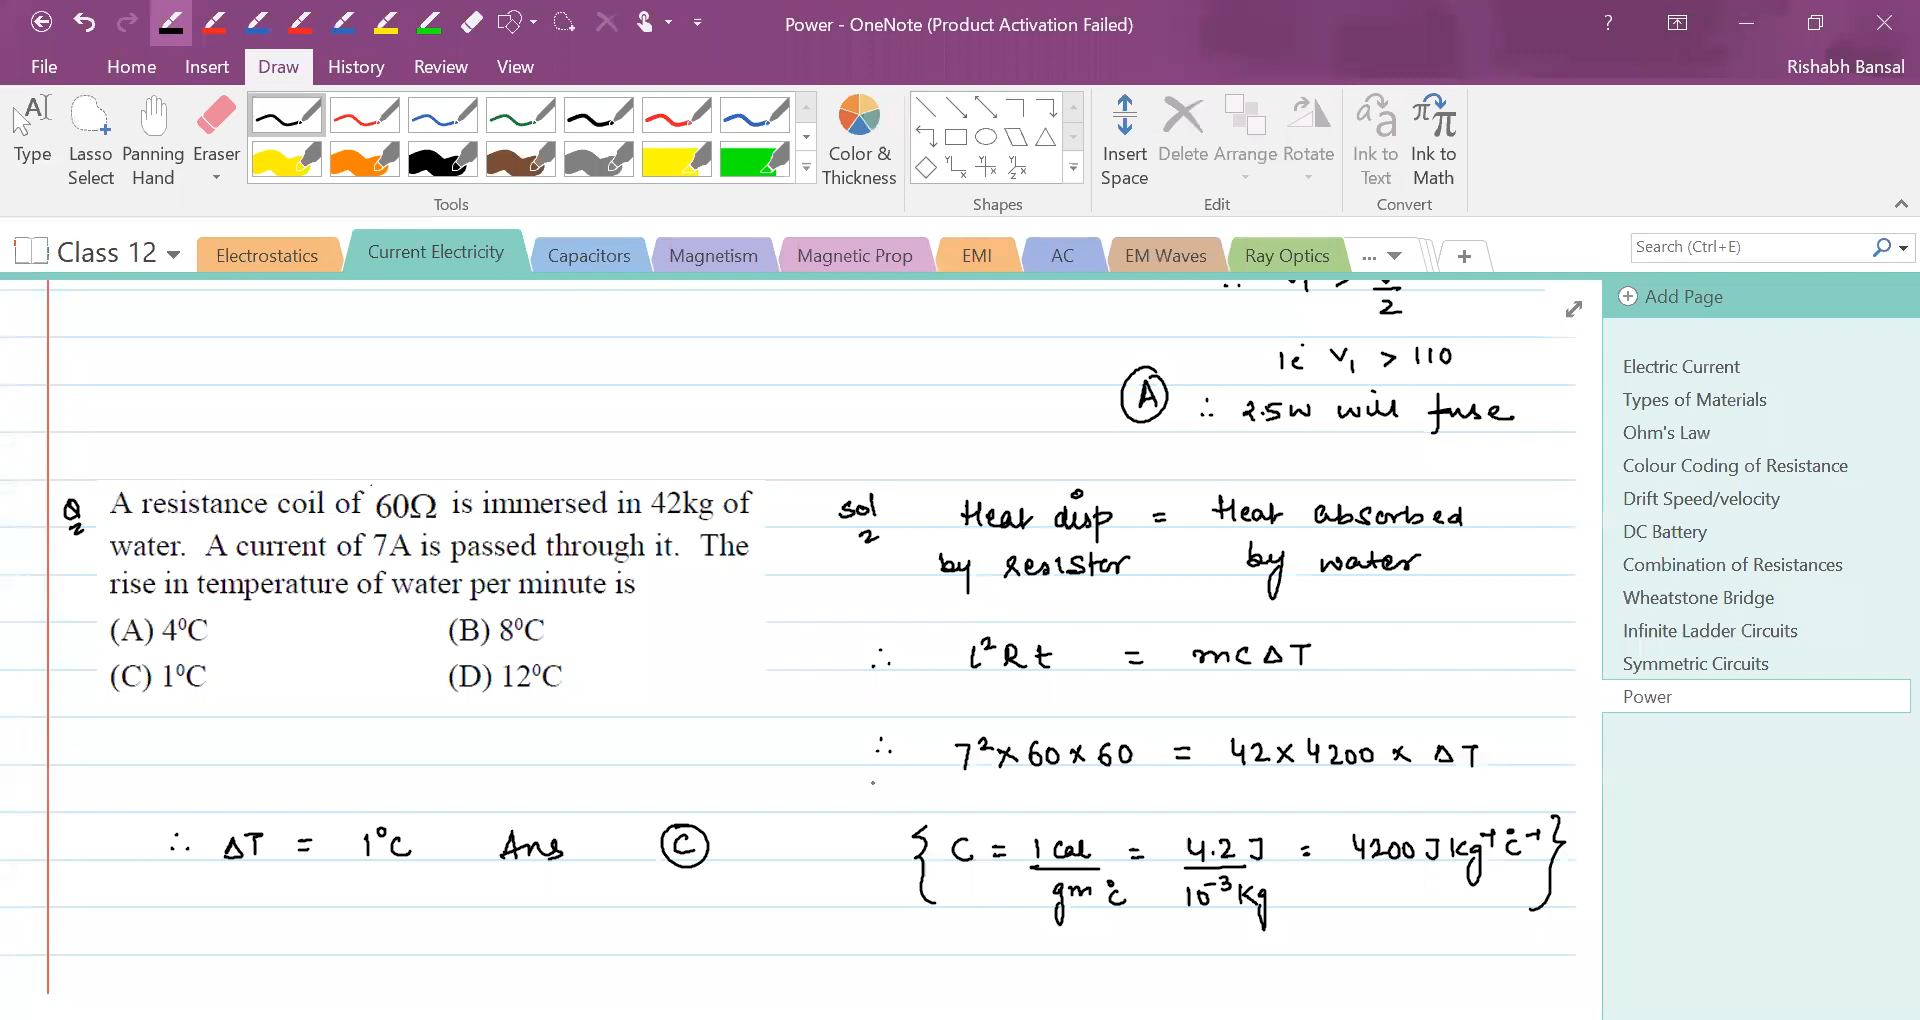 Power - OneNote (Product Activation Failed)
?
File Home Insert Draw History Review View
Rishabh Bansal
Type
Lasso Select
Panning Hand
Eraser
Color & Thickness
Insert Space
Delete
Arrange
Rotate
Ink to Text
Ink to Math
Tools
Shapes
Edit
Convert
Class 12
Electrostatics
Current Electricity
Capacitors
Magnetism
Magnetic Prop
EMI
AC
EM Waves
Ray Optics
...
+
Search (Ctrl+E)
Add Page
Electric Current
Types of Materials
Ohm's Law
Colour Coding of Resistance
Drift Speed/velocity
DC Battery
Combination of Resistances
Wheatstone Bridge
Infinite Ladder Circuits
Symmetric Circuits
Power
2
ie V₁ > 110
(A) ∴ 2.5W will fuse
Q2
A resistance coil of 60Ω is immersed in 42kg of
water. A current of 7A is passed through it. The
rise in temperature of water per minute is
(A) 4⁰C (B) 8⁰C
(C) 1⁰C (D) 12⁰C
Sol 2
Heat disp = Heat absorbed
by resistor by water
∴ i²Rt = mCΔT
∴ 7²×60×60 = 42×4200×ΔT
∴ ΔT = 1°C Ans (C)
{ C = 1 Cal / gm °C = 4.2 J / 10⁻³ Kg = 4200 J Kg⁻¹ °C⁻¹ }